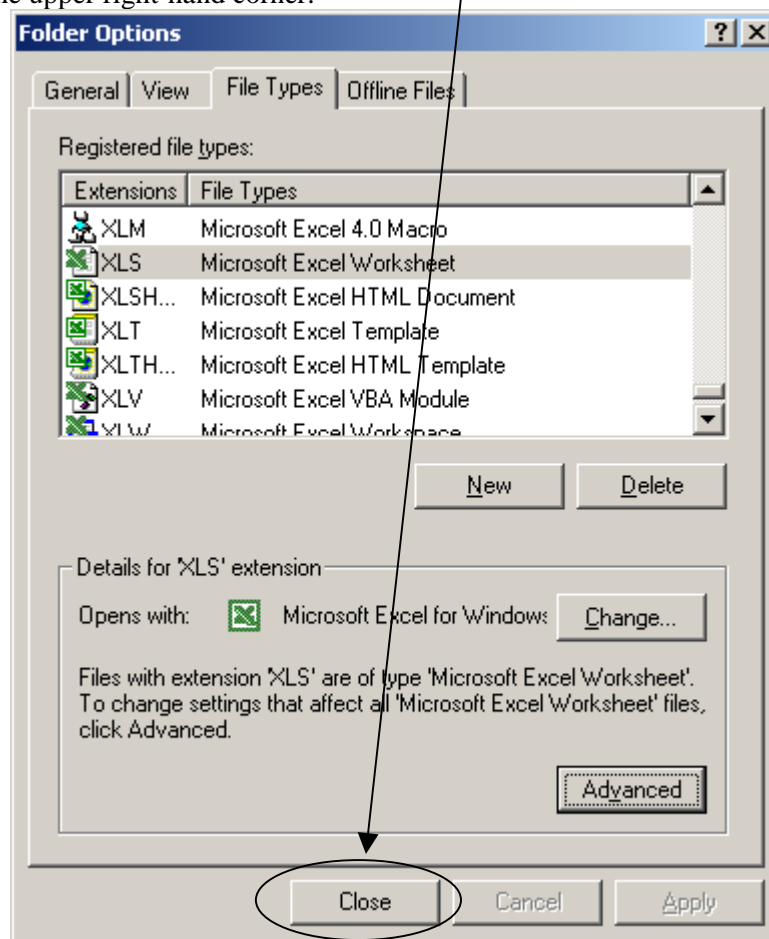 he upper right-hand corner.
Folder Options
General View File Types Offline Files
Registered file types:
Extensions File Types
XLM Microsoft Excel 4.0 Macro
XLS Microsoft Excel Worksheet
XLSH... Microsoft Excel HTML Document
XLT Microsoft Excel Template
XLTH... Microsoft Excel HTML Template
XLV Microsoft Excel VBA Module
XLW Microsoft Excel Workspace
New Delete
Details for 'XLS' extension
Opens with: Microsoft Excel for Windows Change...
Files with extension 'XLS' are of type 'Microsoft Excel Worksheet'.
To change settings that affect all 'Microsoft Excel Worksheet' files,
click Advanced.
Advanced
Close Cancel Apply